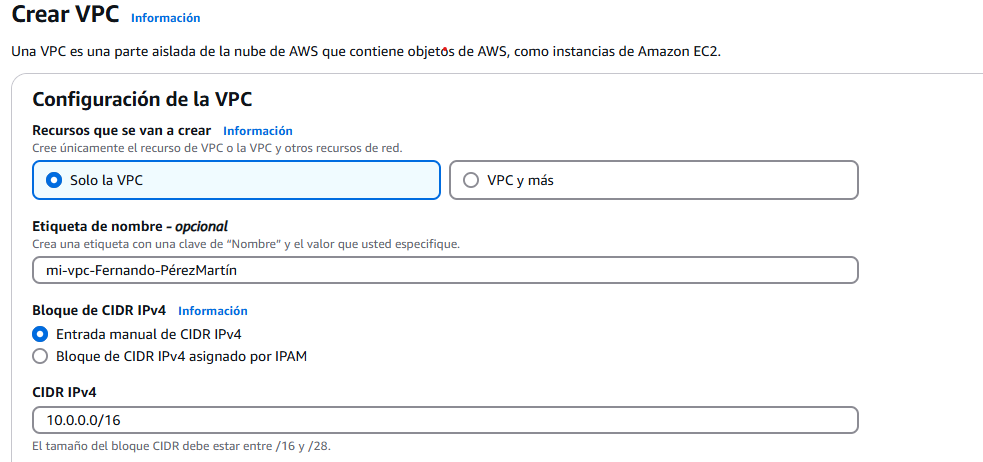 Crear VPC Información
Una VPC es una parte aislada de la nube de AWS que contiene objetos de AWS, como instancias de Amazon EC2.
Configuración de la VPC
Recursos que se van a crear Información
Cree únicamente el recurso de VPC o la VPC y otros recursos de red.
Solo la VPC
VPC y más
Etiqueta de nombre - opcional
Crea una etiqueta con una clave de “Nombre” y el valor que usted especifique.
mi-vpc-Fernando-PérezMartín
Bloque de CIDR IPv4 Información
Entrada manual de CIDR IPv4
Bloque de CIDR IPv4 asignado por IPAM
CIDR IPv4
10.0.0.0/16
El tamaño del bloque CIDR debe estar entre /16 y /28.